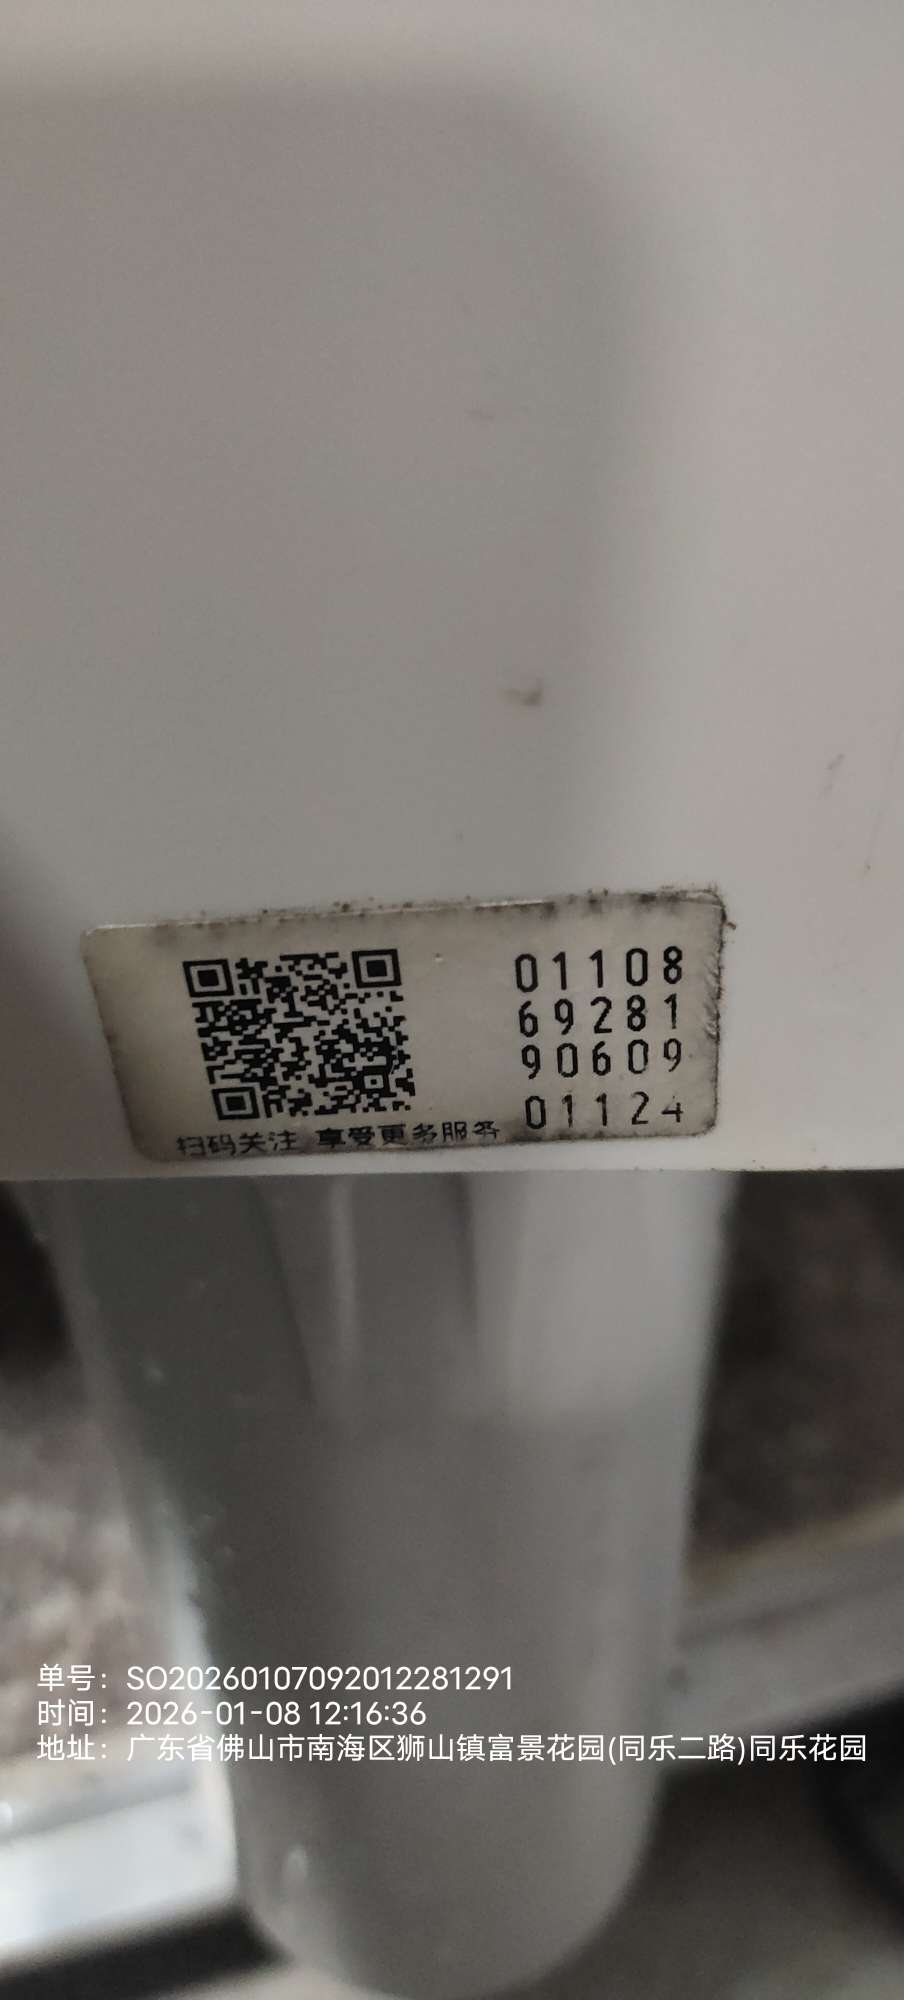 01108
69281
90609
01124
扫码关注 享受更多服务
单号：SO20260107092012281291
时间：2026-01-08 12:16:36
地址：广东省佛山市南海区狮山镇富景花园(同乐二路)同乐花园